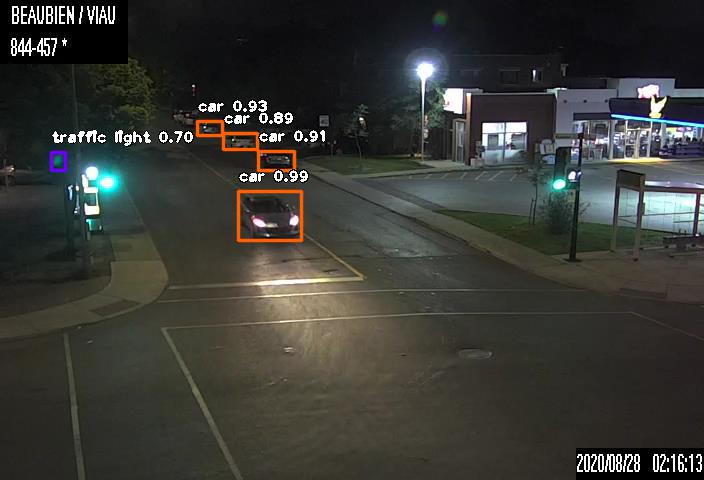 BEAUBIEN / VIAU
844-457 *
car 0.93
car 0.89
traffic light 0.70
car 0.91
car 0.99
2020/08/28 02:16:13